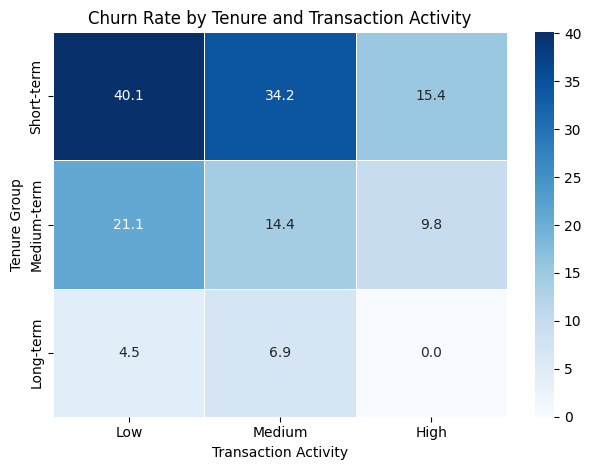 Churn Rate by Tenure and Transaction Activity
Tenure Group
Short-term
40.1 34.2 15.4
Medium-term
21.1 14.4 9.8
Long-term
4.5 6.9 0.0
Low Medium High
Transaction Activity
40
35
30
25
20
15
10
5
0